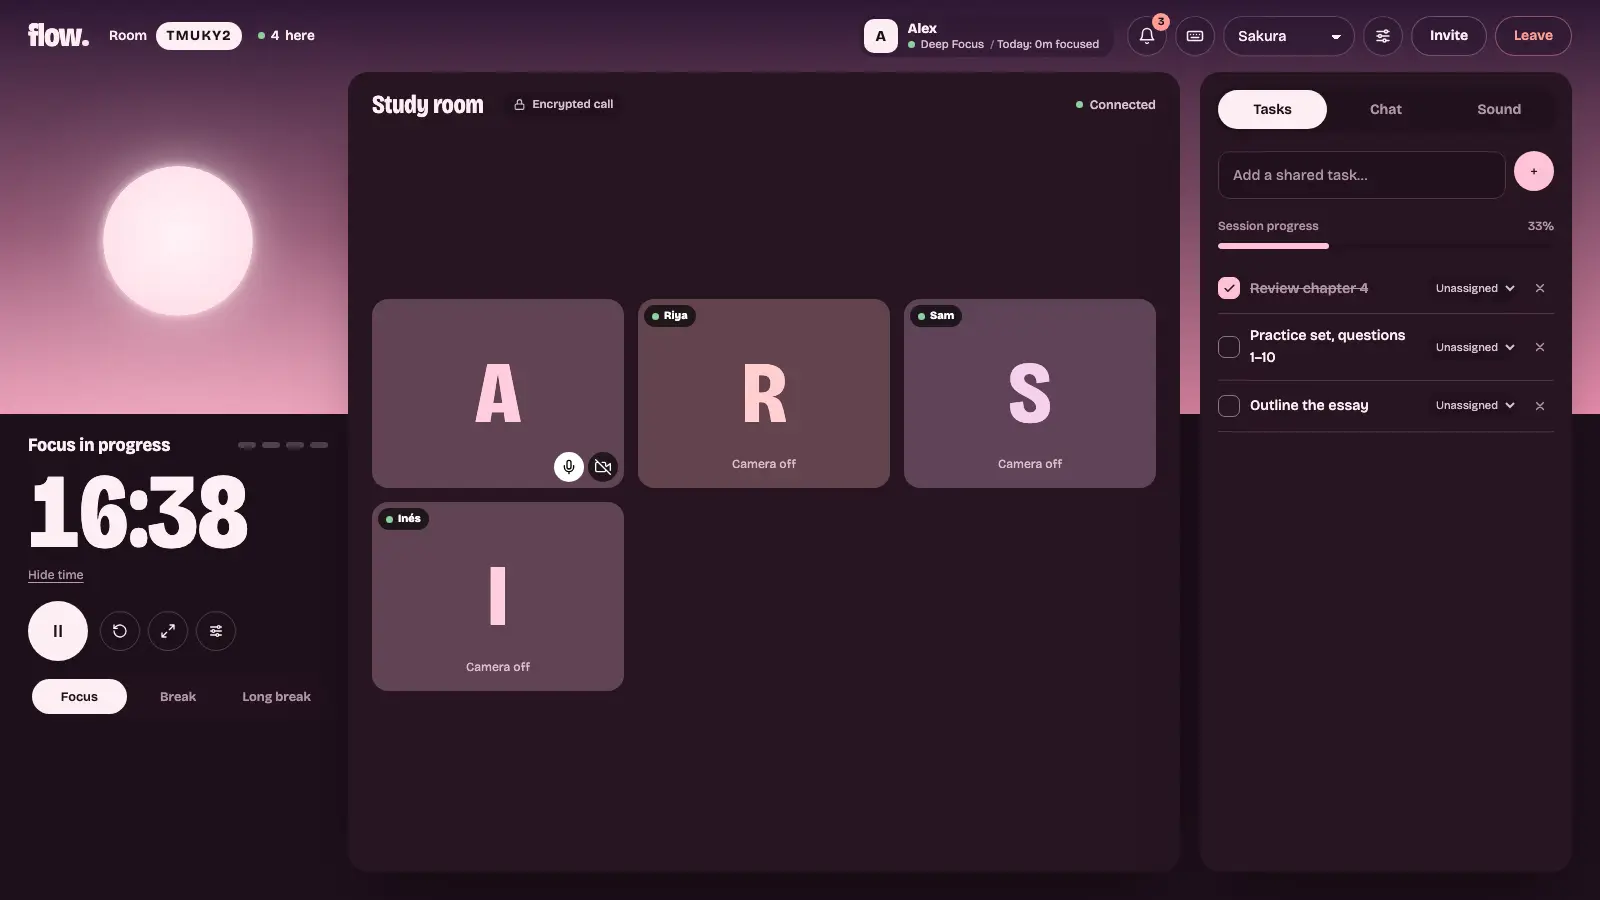 flow.
Room TMUKY2 4 here
A
Alex
Deep Focus / Today: 0m focused
3
Sakura
Invite
Leave
Study room
Encrypted call
Connected
A
Riya
R
Camera off
Sam
S
Camera off
Inés
I
Camera off
Focus in progress
16:38
Hide time
Focus Break Long break
Tasks Chat Sound
Add a shared task...
+
Session progress 33%
Review chapter 4 Unassigned
Practice set, questions
1–10
Unassigned
Outline the essay Unassigned